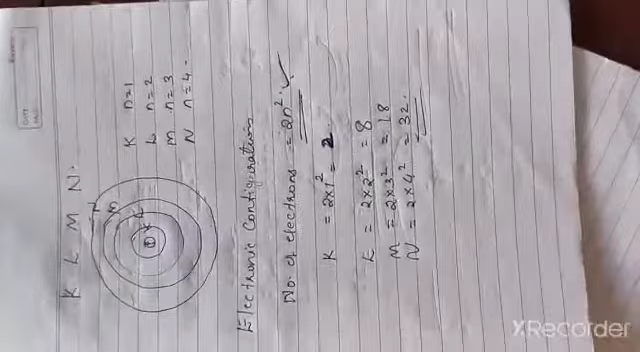 K L M N.
N
M
L
K
K n=1
L n=2
M n=3
N n=4
Electronic Configuration
No. of electrons = 2n²
K = 2×1² = 2
L = 2×2² = 8
M = 2×3² = 18
N = 2×4² = 32
DATE
XRecorder